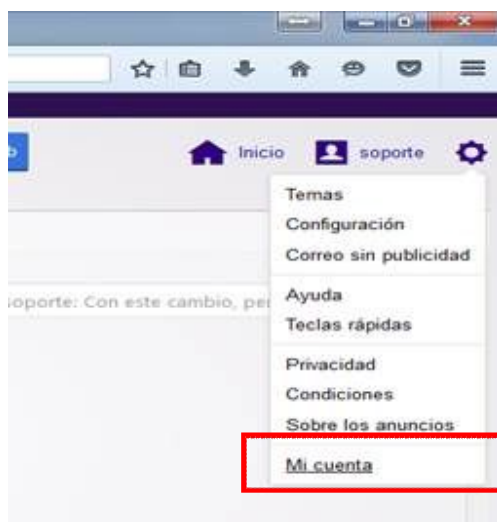 Inicio soporte
Temas
Configuración
Correo sin publicidad
soporte: Con este cambio,
Ayuda
Teclas rápidas
Privacidad
Condiciones
Sobre los anuncios
Mi cuenta